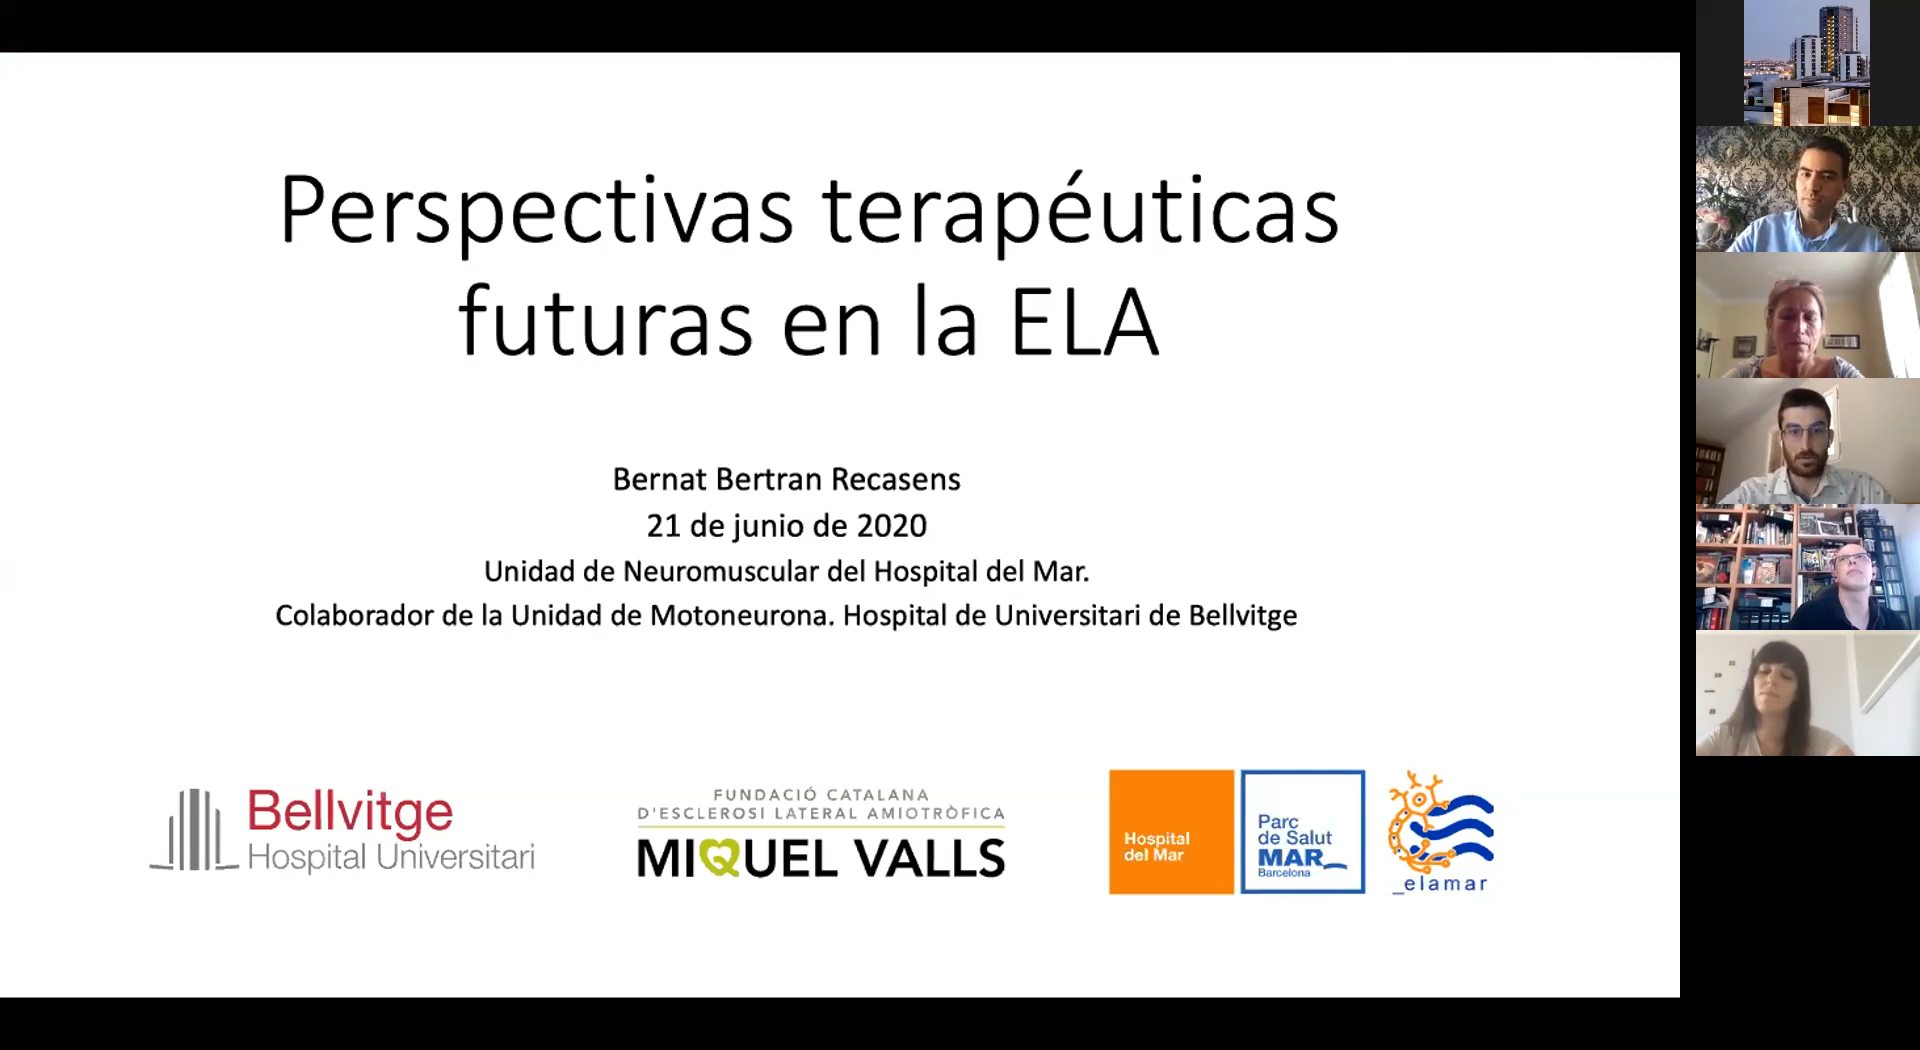 Perspectivas terapéuticas
futuras en la ELA
Bernat Bertran Recasens
21 de junio de 2020
Unidad de Neuromuscular del Hospital del Mar.
Colaborador de la Unidad de Motoneurona. Hospital de Universitari de Bellvitge
Bellvitge
Hospital Universitari
FUNDACIÓ CATALANA
D'ESCLEROSI LATERAL AMIOTRÒFICA
MIQUEL VALLS
Hospital
del Mar
Parc
de Salut
MAR
Barcelona
_elamar